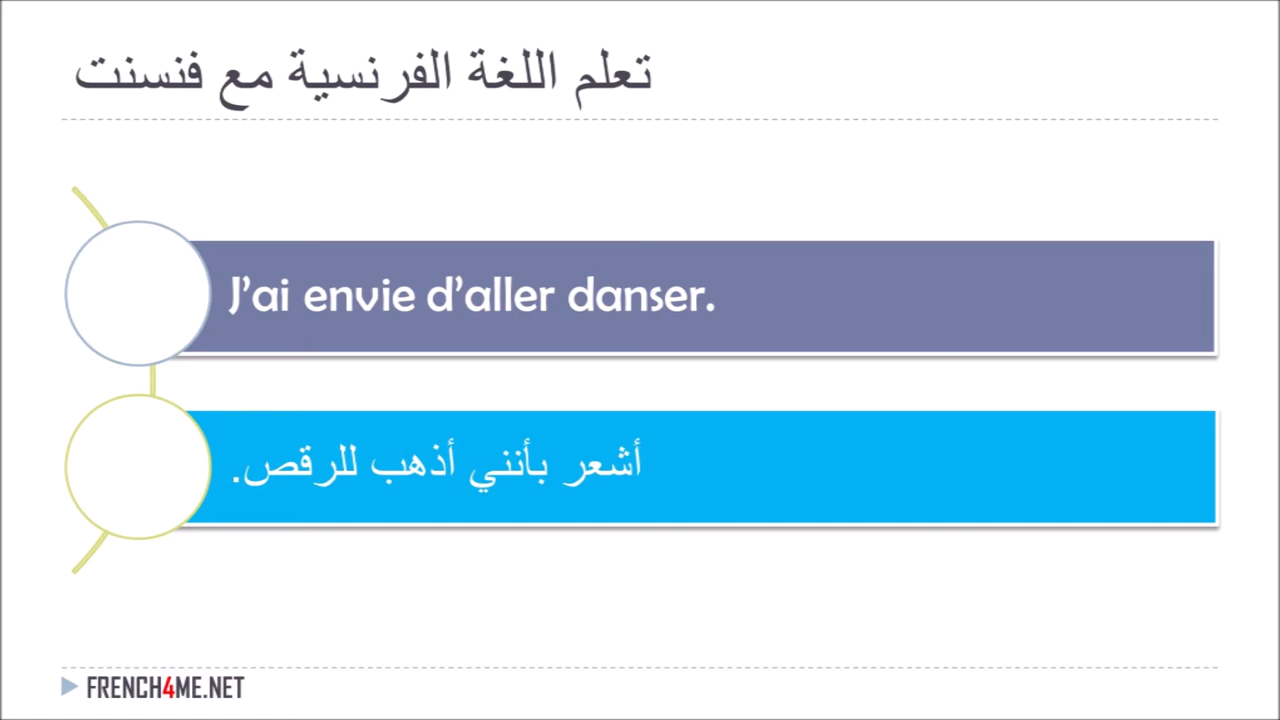 تعلم اللغة الفرنسية مع فنسنت
J’ai envie d’aller danser.
أشعر بأنني أذهب للرقص.
FRENCH4ME.NET